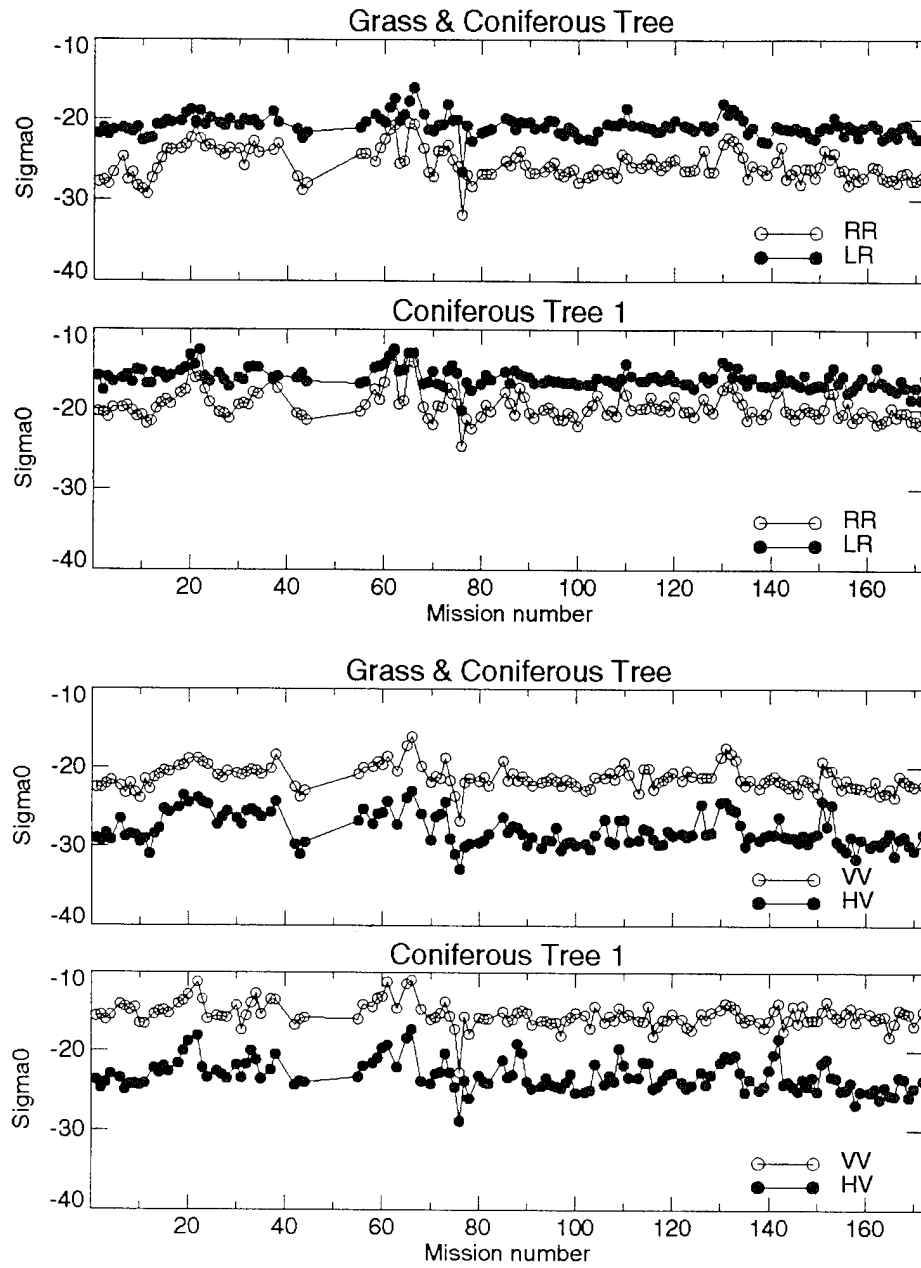 Grass & Coniferous Tree
-10
-20
-30
-40
Sigma0
RR
LR
Coniferous Tree 1
-10
-20
-30
-40
Sigma0
RR
LR
20 40 60 80 100 120 140 160
Mission number
Grass & Coniferous Tree
-10
-20
-30
-40
Sigma0
VV
HV
Coniferous Tree 1
-10
-20
-30
-40
Sigma0
VV
HV
20 40 60 80 100 120 140 160
Mission number